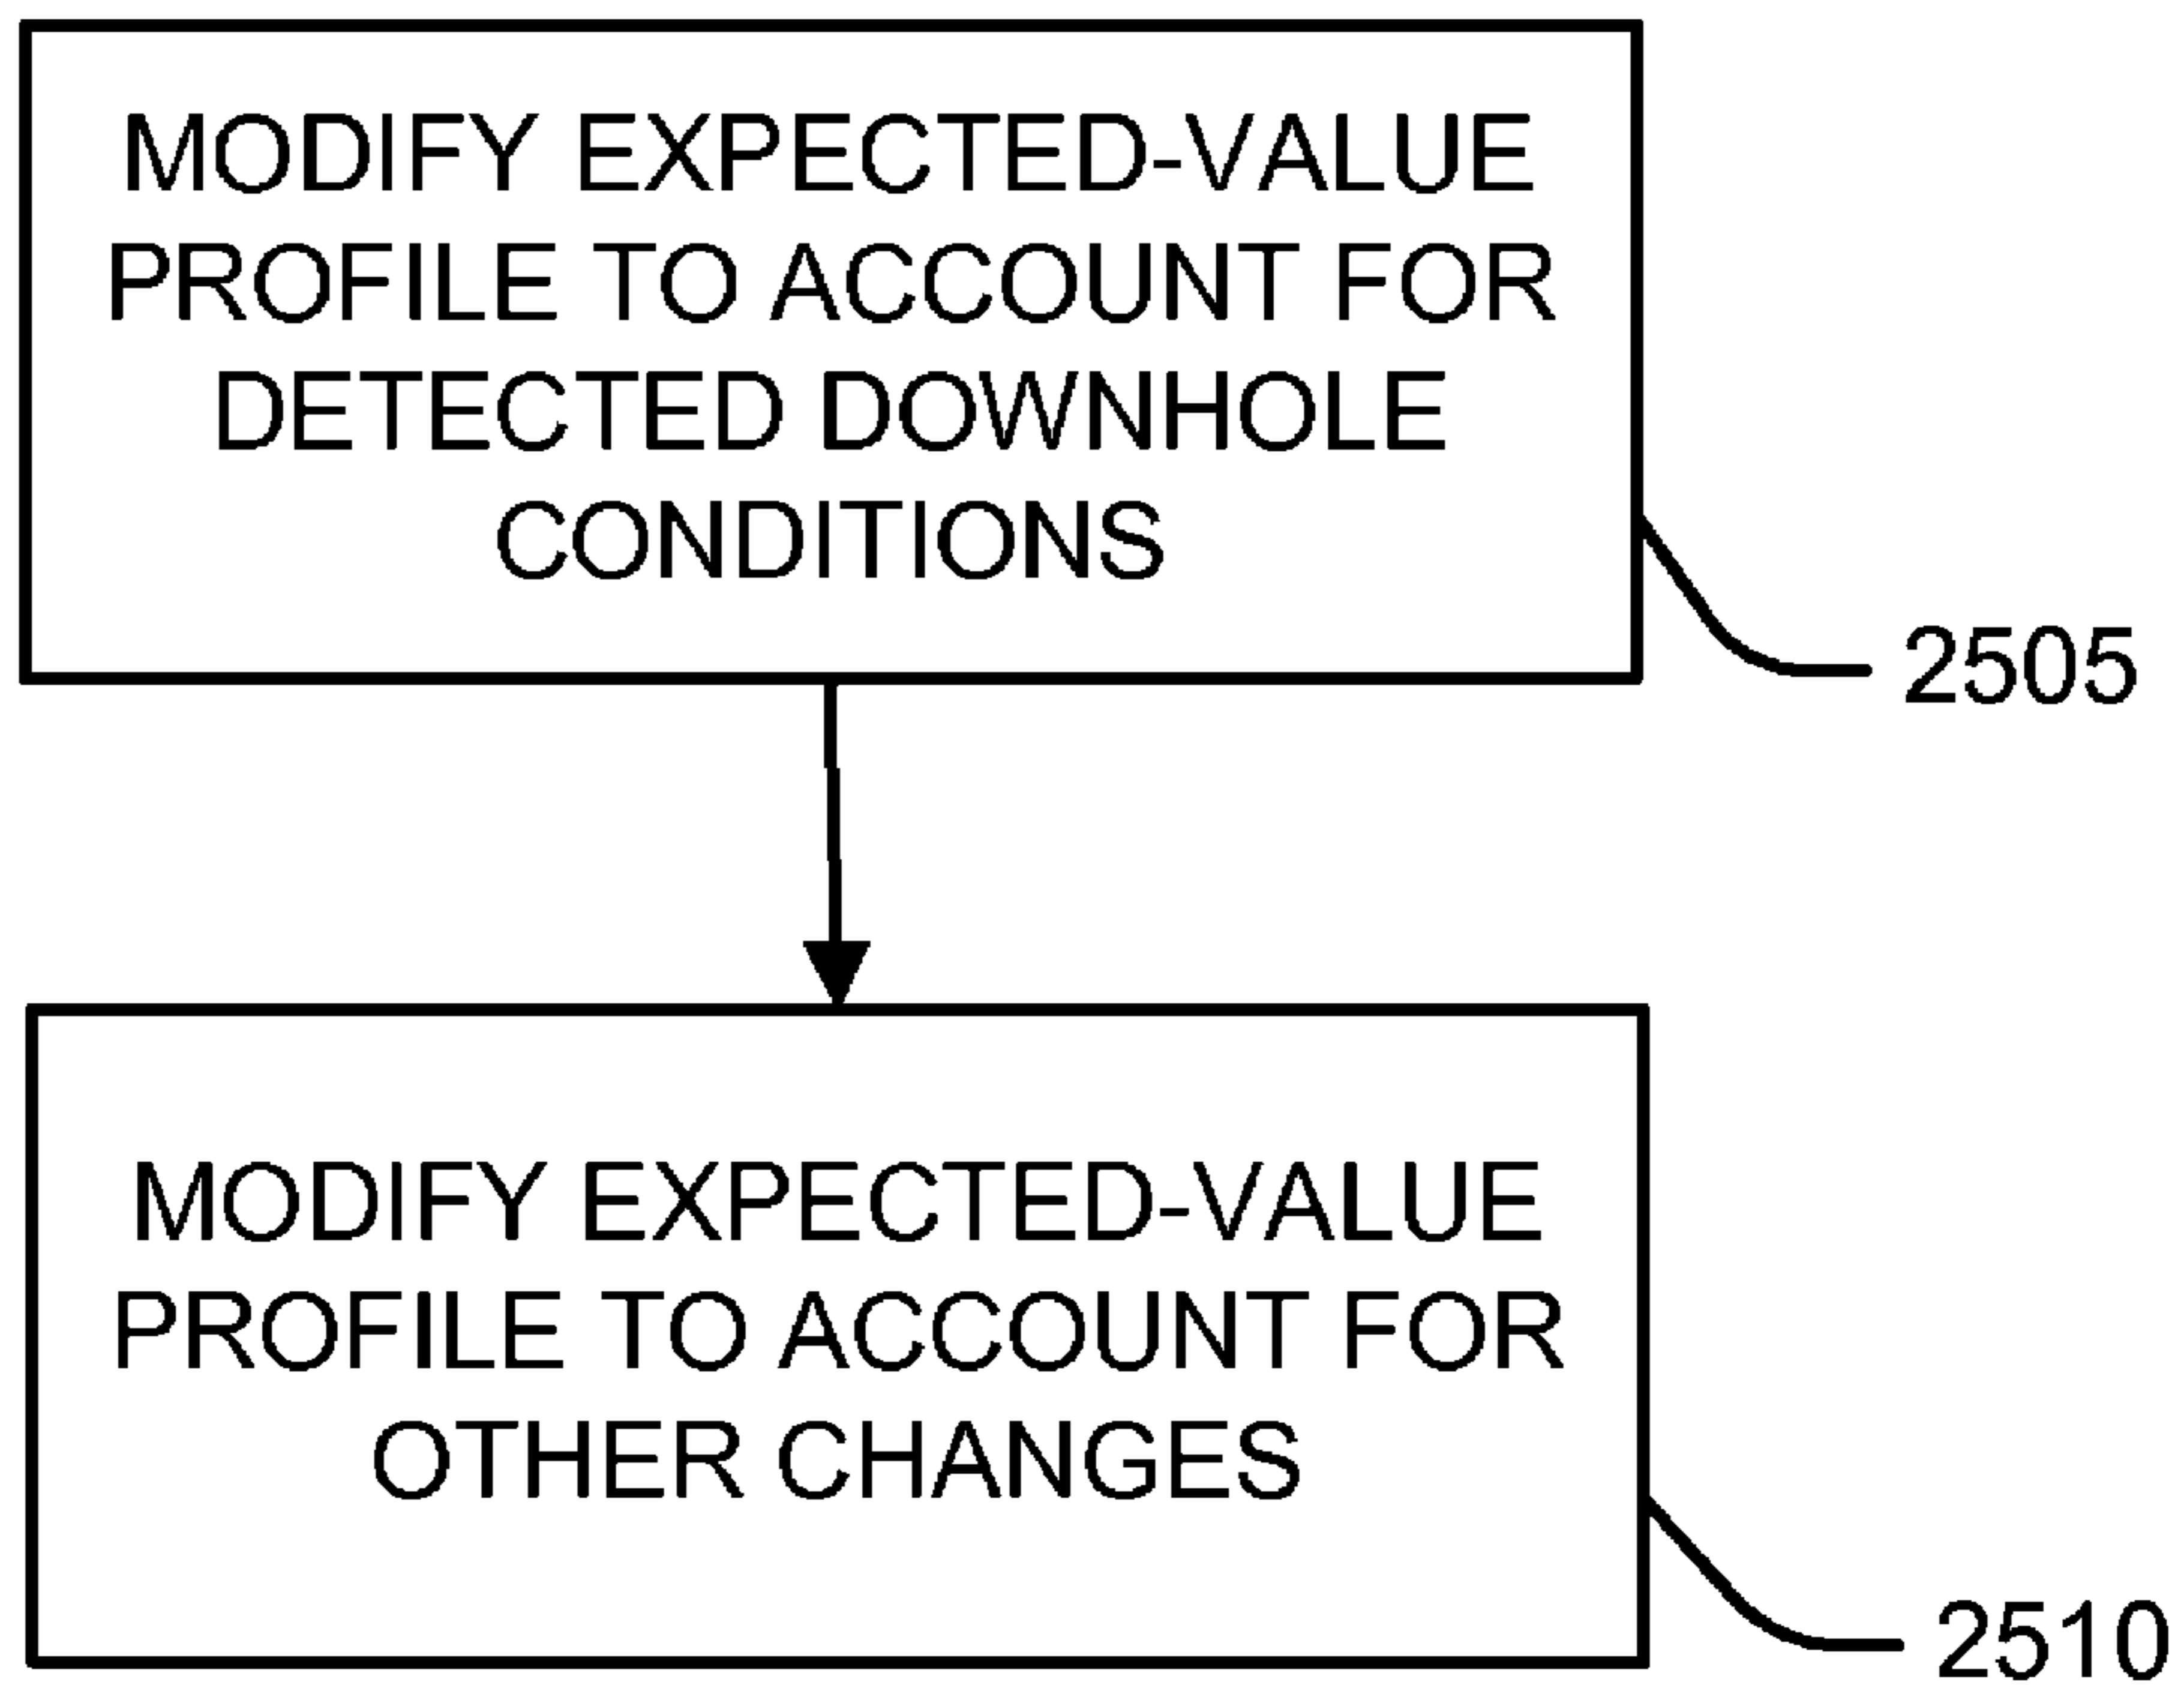 MODIFY EXPECTED-VALUE
PROFILE TO ACCOUNT FOR
DETECTED DOWNHOLE
CONDITIONS
2505
MODIFY EXPECTED-VALUE
PROFILE TO ACCOUNT FOR
OTHER CHANGES
2510